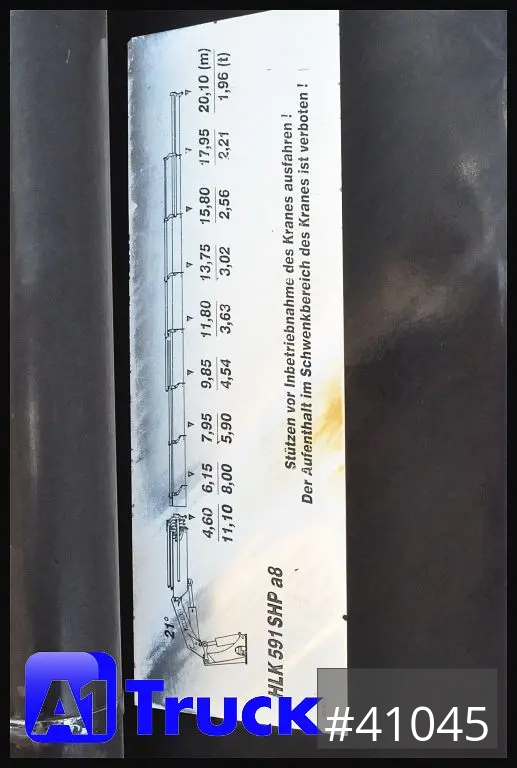 4,60 6,15 7,95 9,85 11,80 13,75 15,80 17,95 20,10 (m)
11,10 8,00 5,90 4,54 3,63 3,02 2,56 2,21 1,96 (t)
21°
Stützen vor Inbetriebnahme des Kranes ausfahren !
Der Aufenthalt im Schwenkbereich des Kranes ist verboten !
HLK 591SHP a8
A1 Truck
#41045